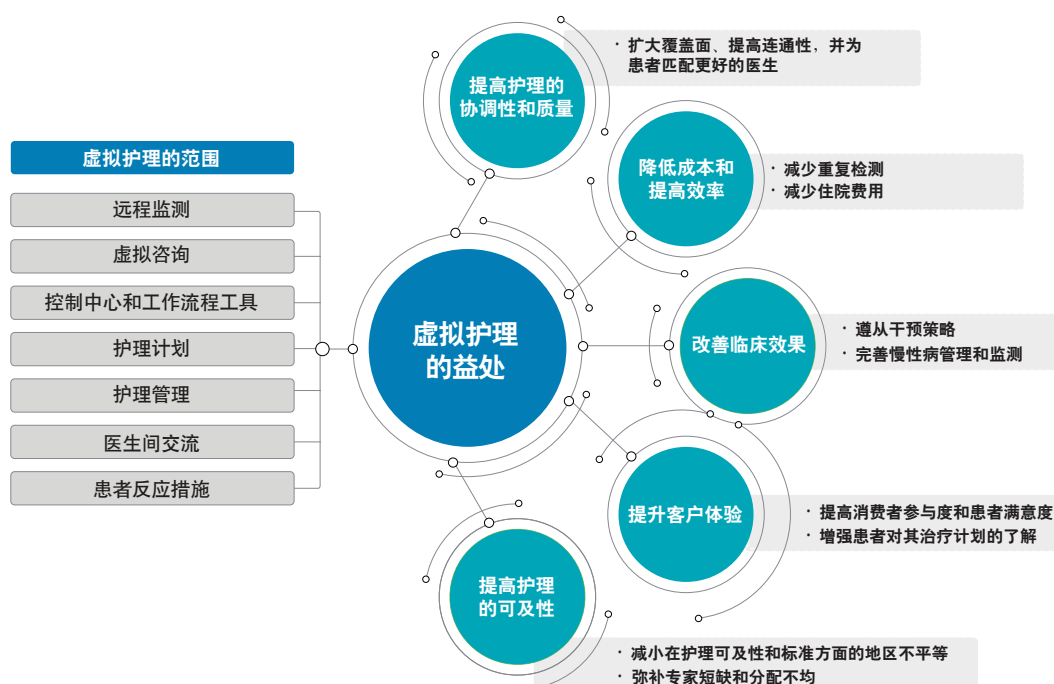 虚拟护理的范围
远程监测
虚拟咨询
控制中心和工作流程工具
护理计划
护理管理
医生间交流
患者反应措施
虚拟护理
的益处
提高护理的
协调性和质量
· 扩大覆盖面、提高连通性，并为
患者匹配更好的医生
降低成本和
提高效率
· 减少重复检测
· 减少住院费用
改善临床效果
· 遵从干预策略
· 完善慢性病管理和监测
提升客户体验
· 提高消费者参与度和患者满意度
· 增强患者对其治疗计划的了解
提高护理
的可及性
· 减小在护理可及性和标准方面的地区不平等
· 弥补专家短缺和分配不均